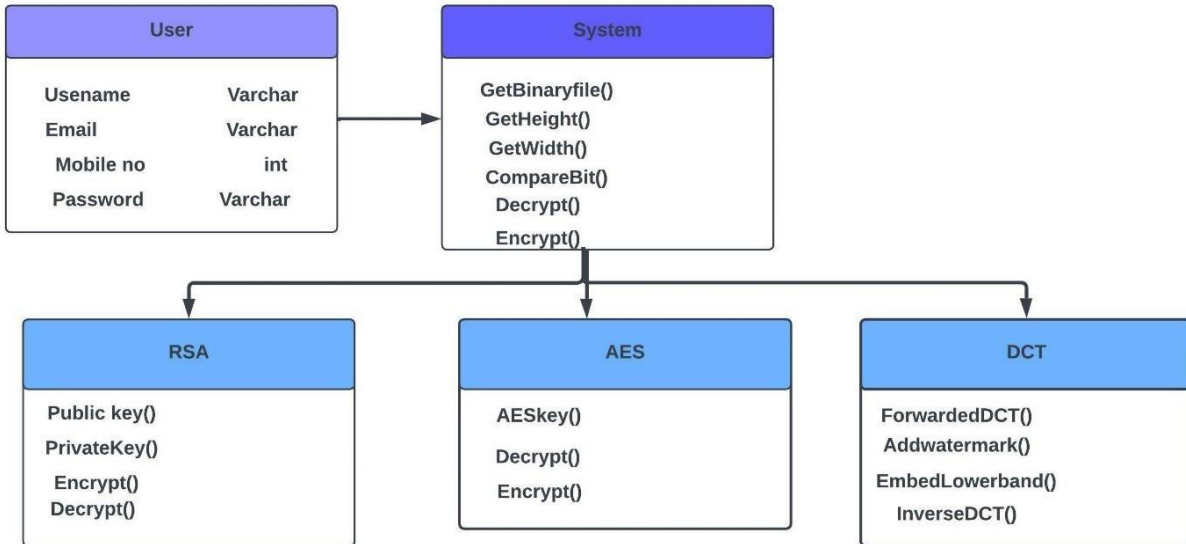 User
Usename Varchar
Email Varchar
Mobile no int
Password Varchar
System
GetBinaryfile()
GetHeight()
GetWidth()
CompareBit()
Decrypt()
Encrypt()
RSA
Public key()
PrivateKey()
Encrypt()
Decrypt()
AES
AESkey()
Decrypt()
Encrypt()
DCT
ForwardedDCT()
Addwatermark()
EmbedLowerband()
InverseDCT()